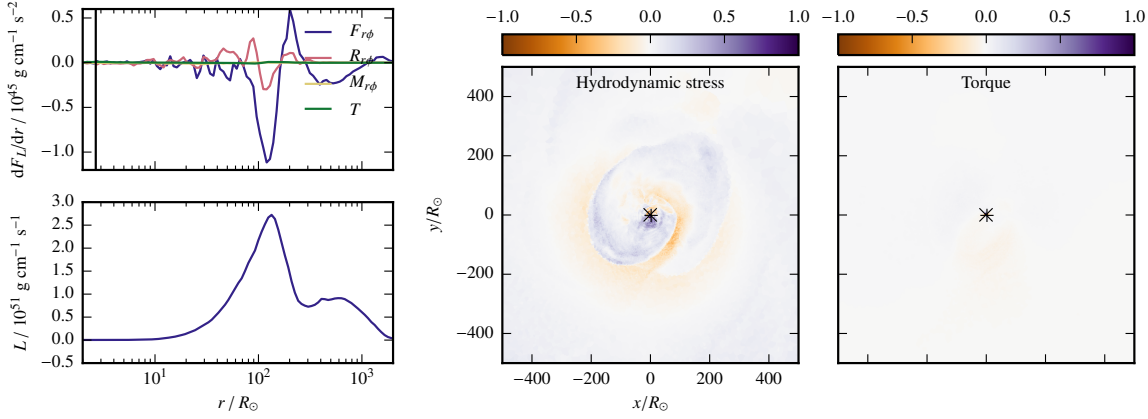 0.5
0.0
−0.5
−1.0
dF_L/dr / 10^45 g cm^−1 s^−2
F_rϕ
R_rϕ
M_rϕ
T
3.0
2.5
2.0
1.5
1.0
0.5
0.0
−0.5
L / 10^51 g cm^−1 s^−1
10^1 10^2 10^3
r / R_⊙
−1.0 −0.5 0.0 0.5 1.0
Hydrodynamic stress
400
200
0
−200
−400
y/R_⊙
−400 −200 0 200 400
x/R_⊙
−1.0 −0.5 0.0 0.5 1.0
Torque